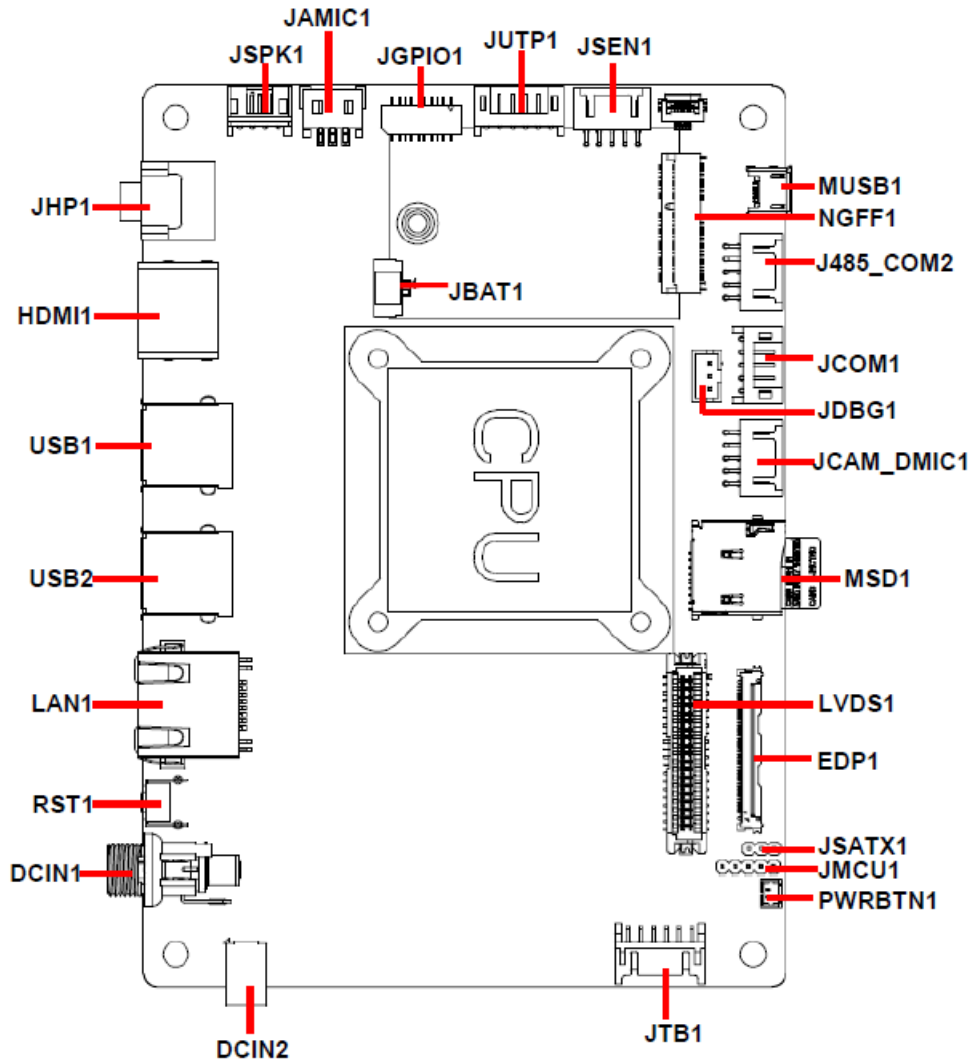 JAMIC1
JSPK1
JGPIO1
JUTP1
JSEN1
JHP1
MUSB1
NGFF1
J485_COM2
JBAT1
HDMI1
JCOM1
JDBG1
CPU
USB1
JCAM_DMIC1
USB2
MSD1
LAN1
LVDS1
EDP1
RST1
JSATX1
DCIN1
JMCU1
PWRBTN1
JTB1
DCIN2